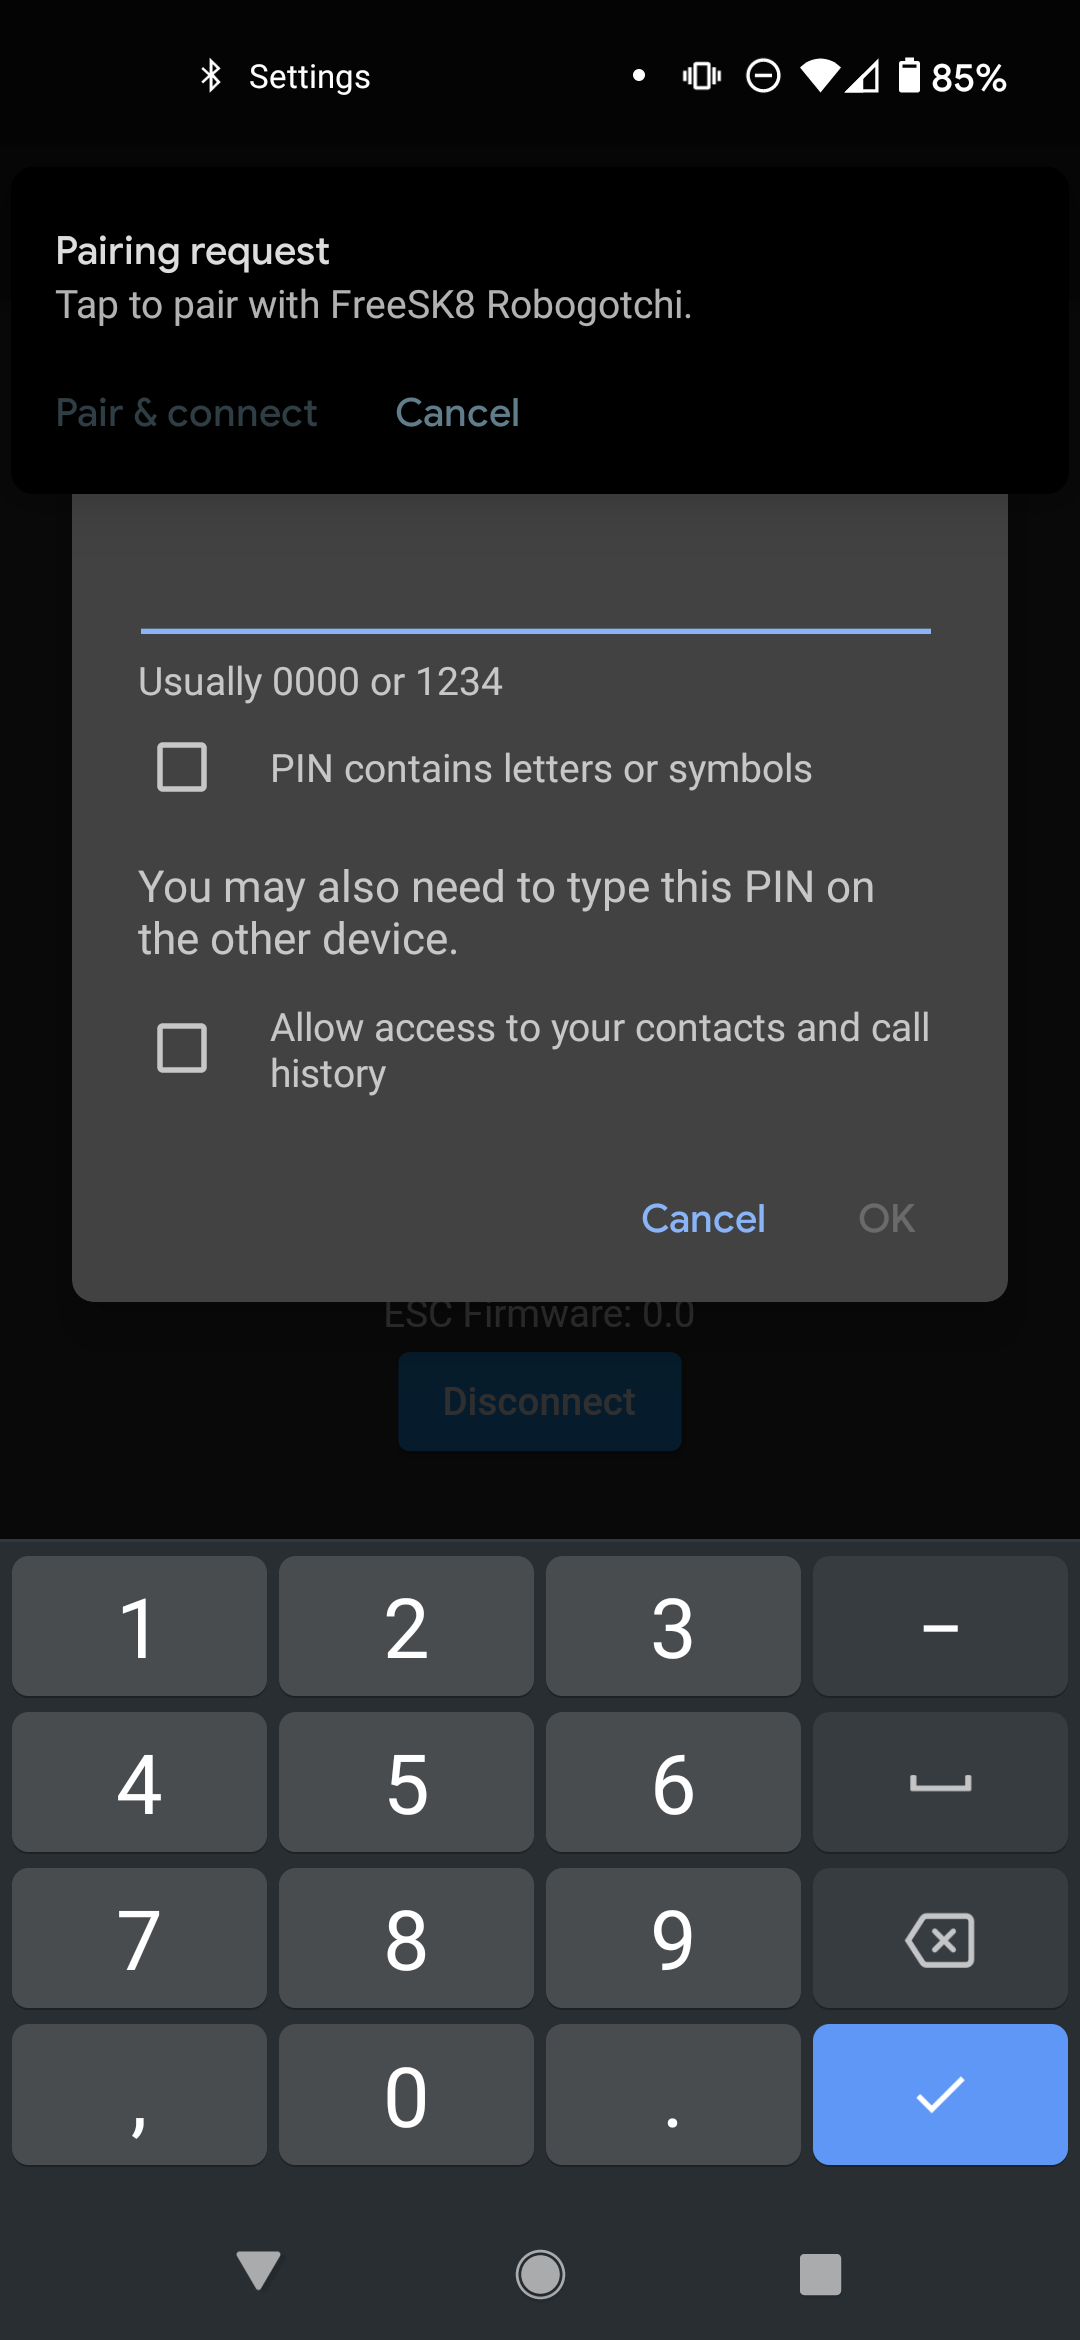 Settings
85%
Pairing request
Tap to pair with FreeSK8 Robogotchi.
Pair & connect Cancel
Usually 0000 or 1234
PIN contains letters or symbols
You may also need to type this PIN on
the other device.
Allow access to your contacts and call
history
Cancel OK
ESC Firmware: 0.0
Disconnect
1 2 3 –
4 5 6
7 8 9
, 0 .